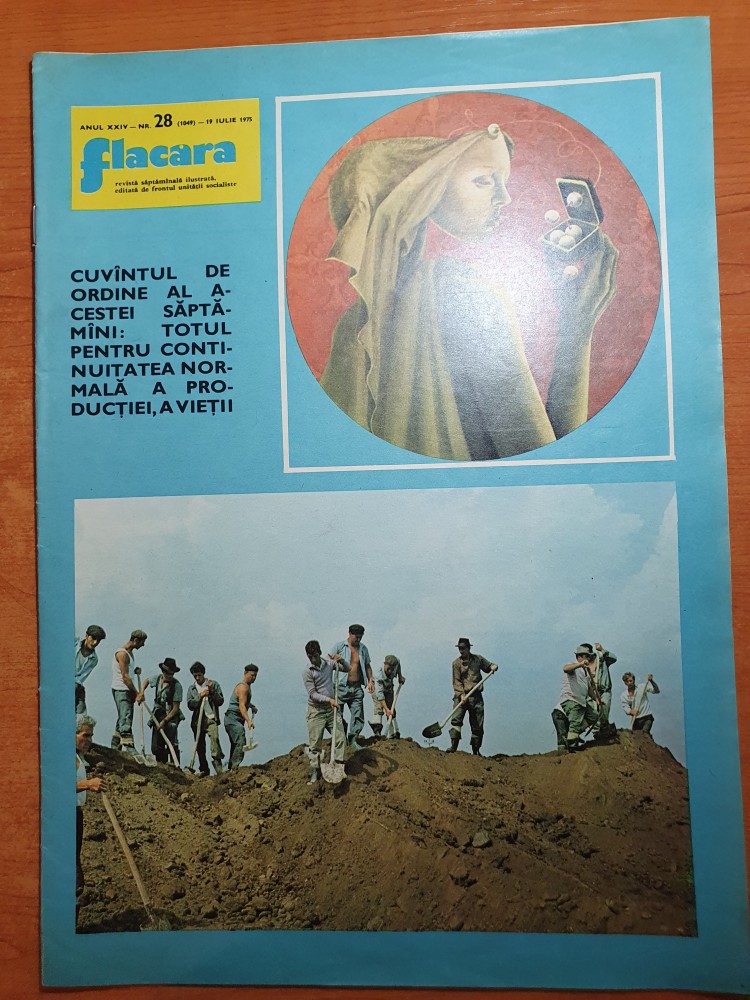 ANUL XXIV — NR. 28 (1049) — 19 IULIE 1975
flacara
revistă săptămînală ilustrată,
editată de frontul unității socialiste
CUVÎNTUL DE
ORDINE AL A-
CESTEI SĂPTĂ-
MÎNI: TOTUL
PENTRU CONTI-
NUITATEA NOR-
MALĂ A PRO-
DUCȚIEI, A VIEȚII